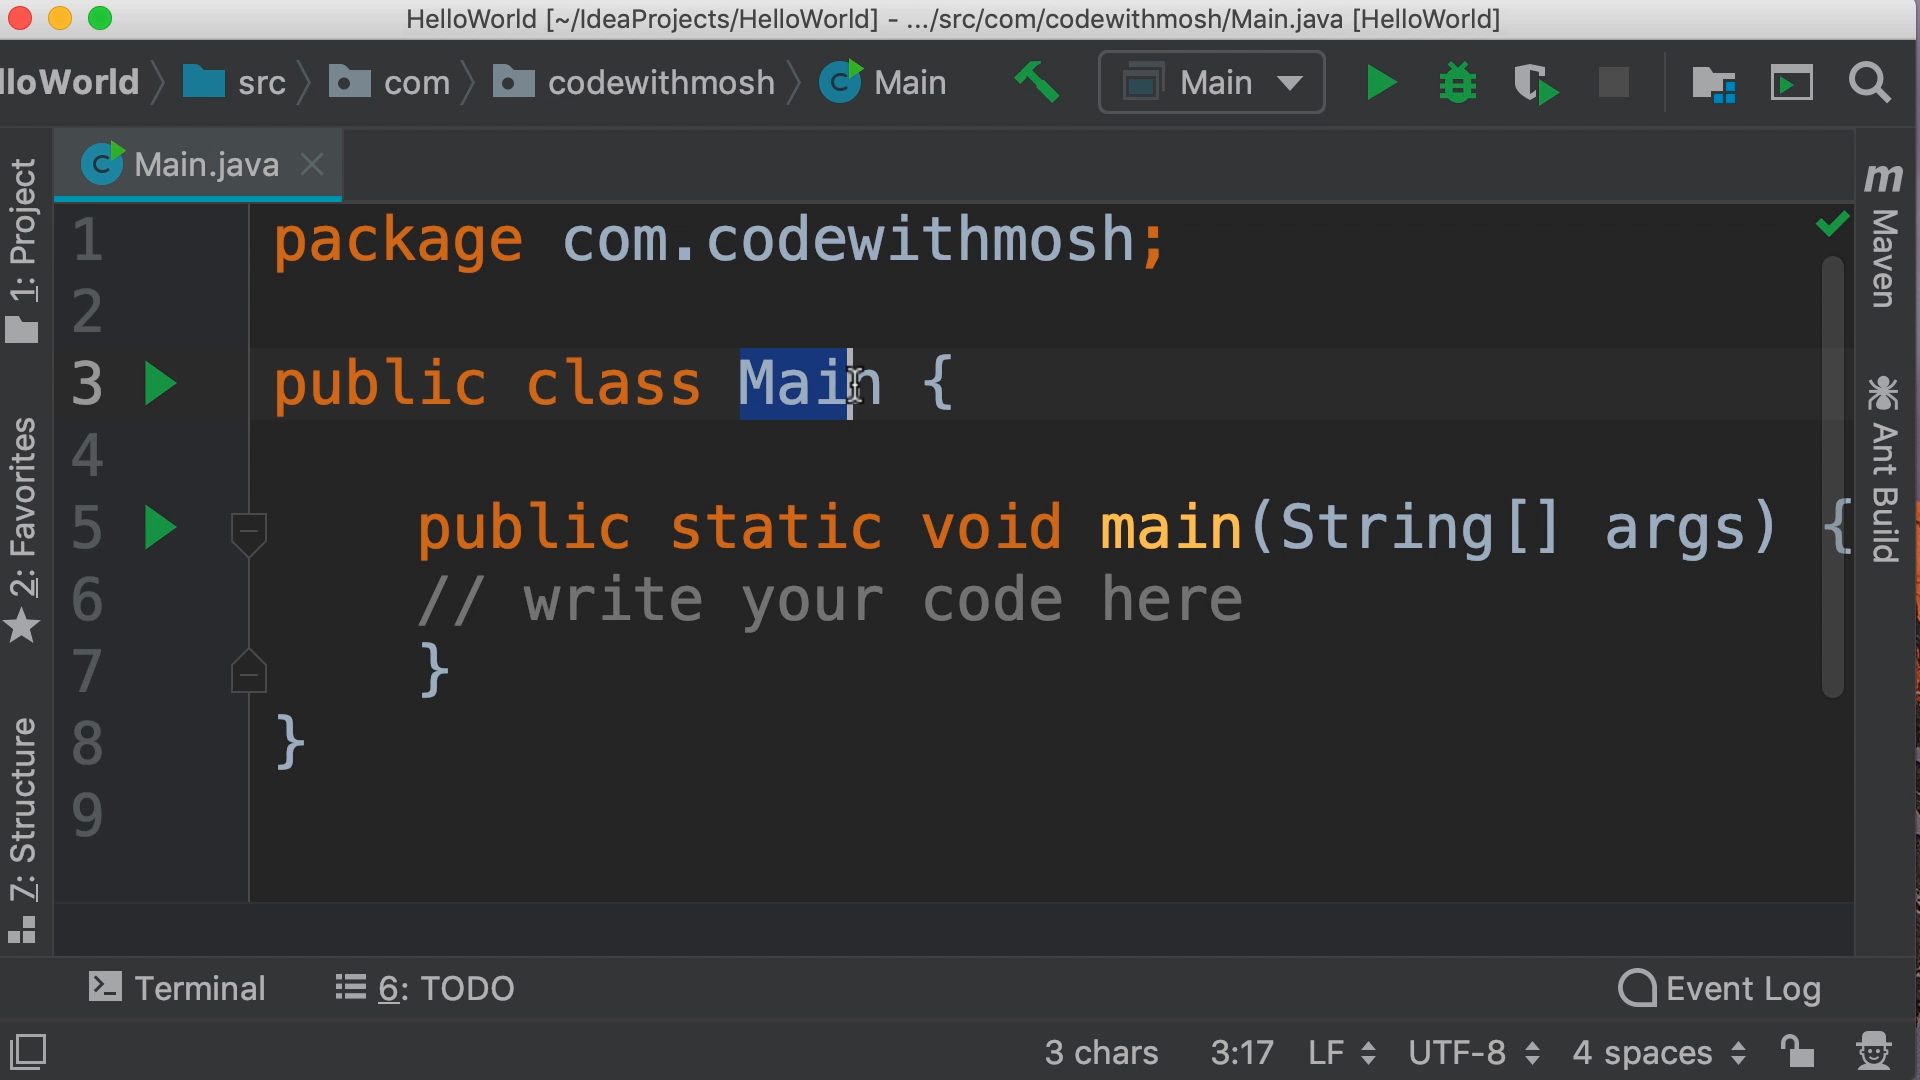 HelloWorld [~/IdeaProjects/HelloWorld] - .../src/com/codewithmosh/Main.java [HelloWorld]
lloWorld src com codewithmosh Main Main
Main.java
1 package com.codewithmosh;
2
3 public class Main {
4
5 public static void main(String[] args) {
6 // write your code here
7 }
8 }
9
1: Project
2: Favorites
7: Structure
m Maven
Ant Build
Terminal 6: TODO Event Log
3 chars 3:17 LF UTF-8 4 spaces